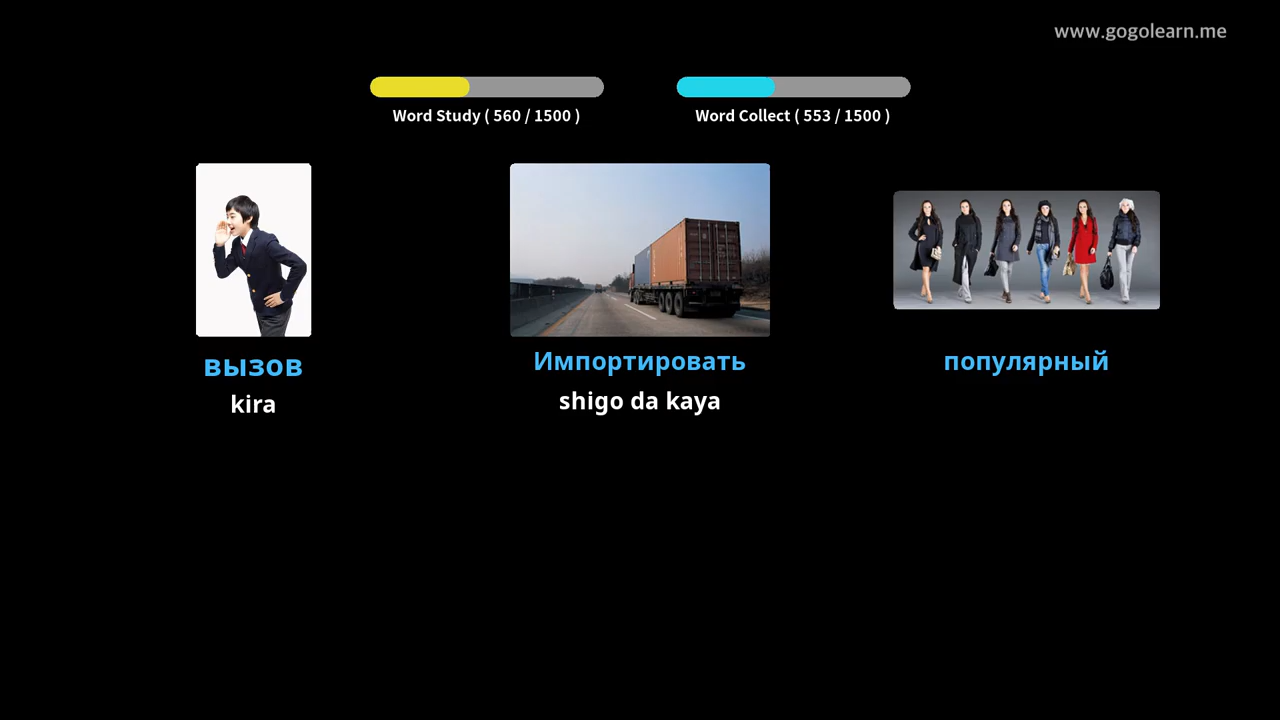 www.gogolearn.me
Word Study ( 560 / 1500 )
Word Collect ( 553 / 1500 )
вызов
kira
Импортировать
shigo da kaya
популярный